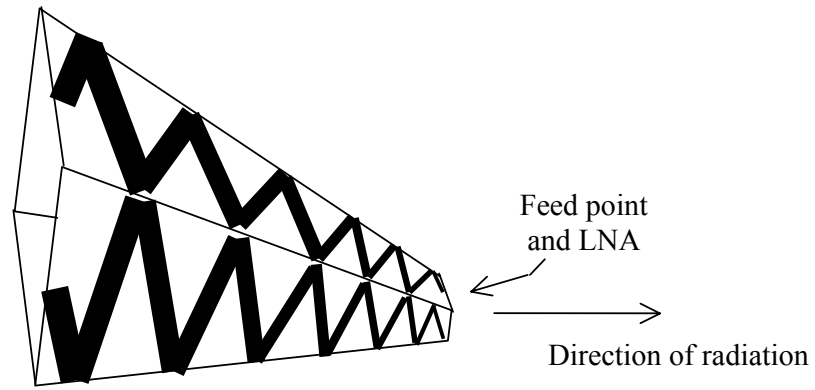 Feed point
and LNA
Direction of radiation